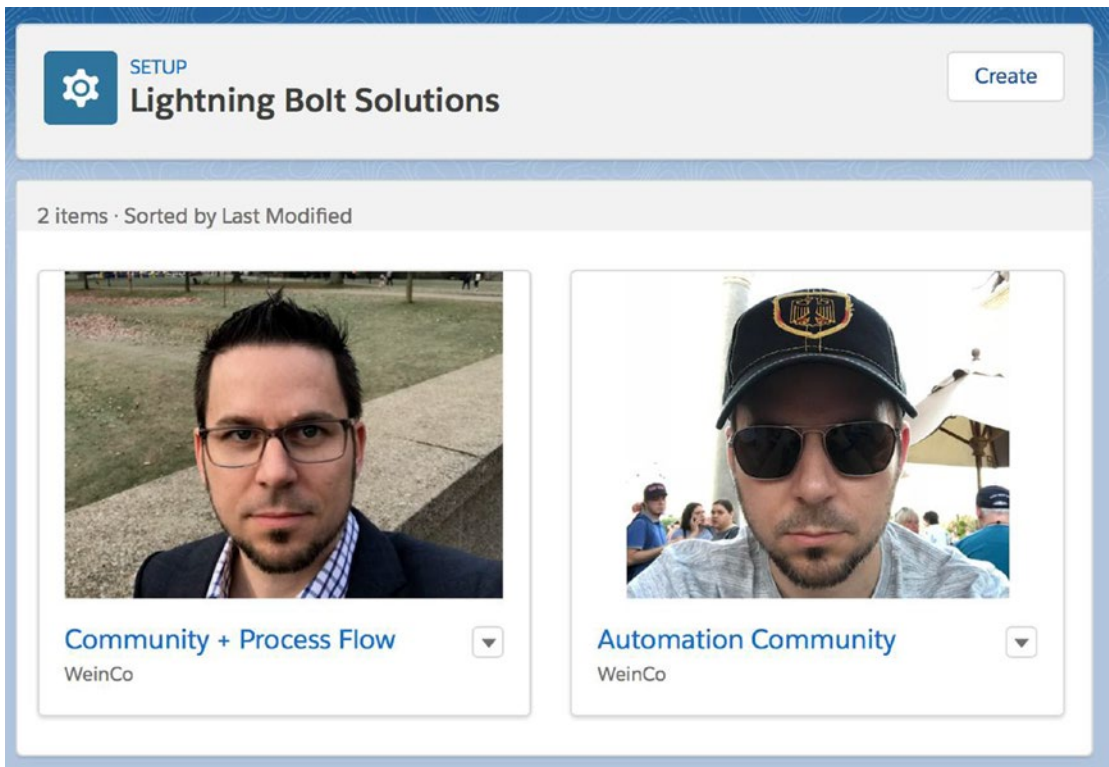 SETUP
Lightning Bolt Solutions
Create
2 items · Sorted by Last Modified
Community + Process Flow
WeinCo
Automation Community
WeinCo